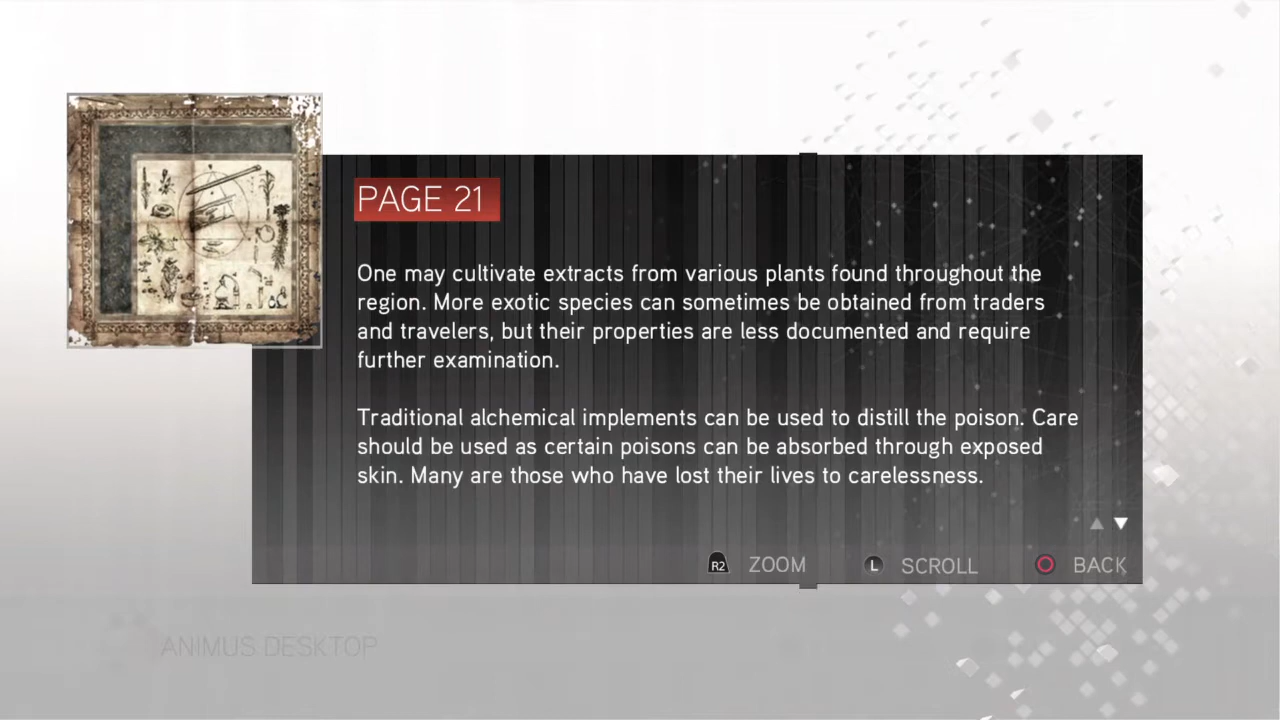 PAGE 21
One may cultivate extracts from various plants found throughout the
region. More exotic species can sometimes be obtained from traders
and travelers, but their properties are less documented and require
further examination.
Traditional alchemical implements can be used to distill the poison. Care
should be used as certain poisons can be absorbed through exposed
skin. Many are those who have lost their lives to carelessness.
R2 ZOOM L SCROLL BACK
ANIMUS DESKTOP